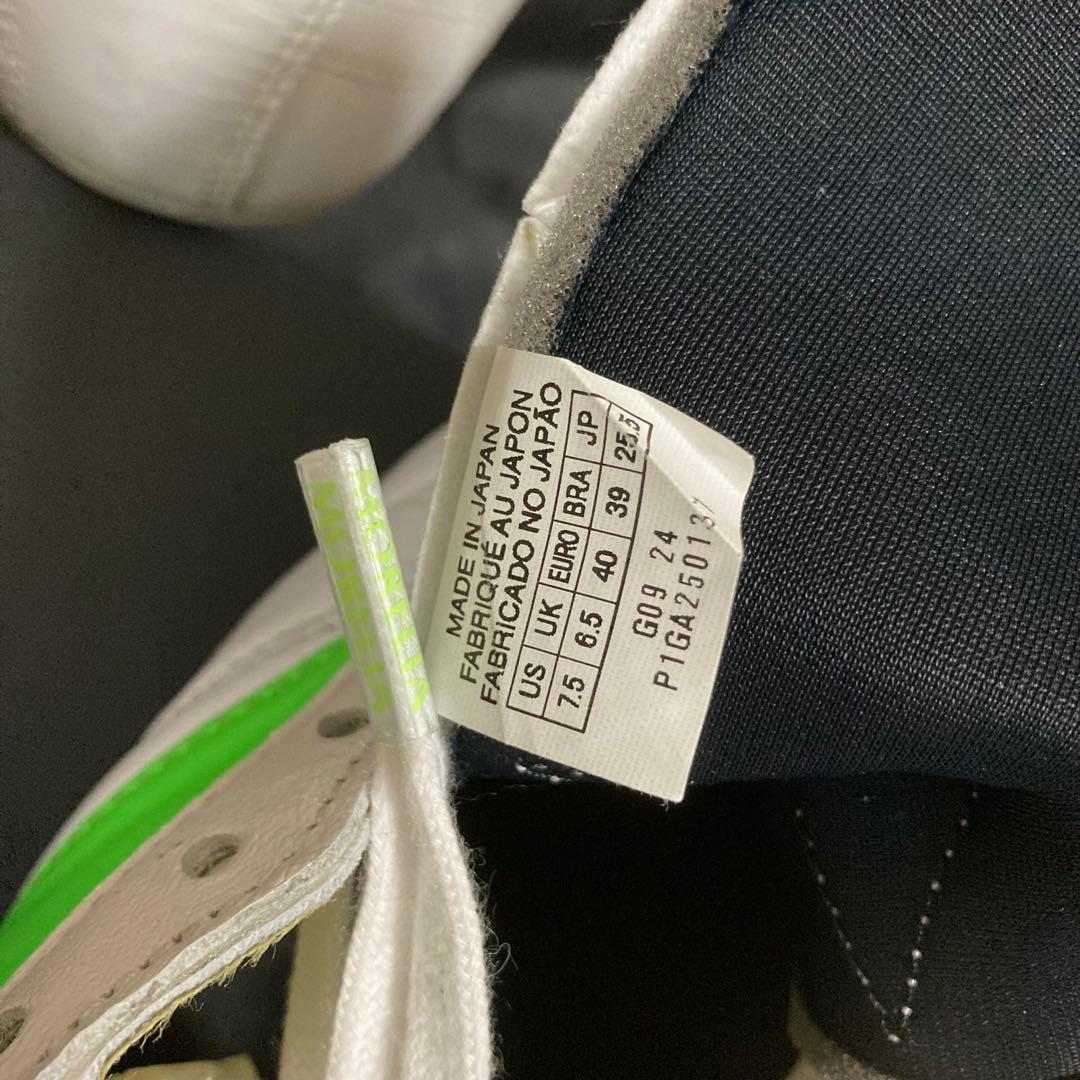 MADE IN JAPAN
FABRIQUÉ AU JAPON
FABRICADO NO JAPÃO
US UK EURO BRA JP
7.5 6.5 40 39 25.5
G09 24
P1GA250137
MORELIA
MORELIA